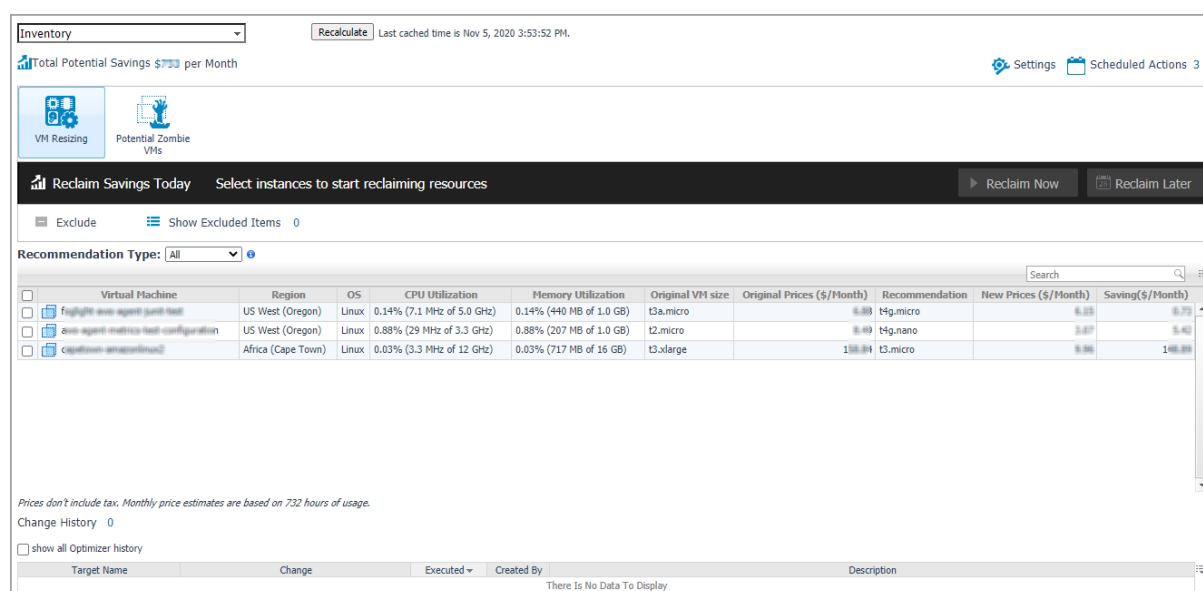 Inventory
Recalculate Last cached time is Nov 5, 2020 3:53:52 PM.
Total Potential Savings per Month
Settings Scheduled Actions 3
VM Resizing
Potential Zombie
VMs
Reclaim Savings Today Select instances to start reclaiming resources Reclaim Now Reclaim Later
Exclude Show Excluded Items 0
Recommendation Type: All
Search
Virtual Machine Region OS CPU Utilization Memory Utilization Original VM size Original Prices ($/Month) Recommendation New Prices ($/Month) Saving($/Month)
US West (Oregon) Linux 0.14% (7.1 MHz of 5.0 GHz) 0.14% (440 MB of 1.0 GB) t3a.micro t4g.micro
US West (Oregon) Linux 0.88% (29 MHz of 3.3 GHz) 0.88% (207 MB of 1.0 GB) t2.micro t4g.nano
Africa (Cape Town) Linux 0.03% (3.3 MHz of 12 GHz) 0.03% (717 MB of 16 GB) t3.xlarge t3.micro
Prices don't include tax. Monthly price estimates are based on 732 hours of usage.
Change History 0
show all Optimizer history
Target Name Change Executed Created By Description
There Is No Data To Display